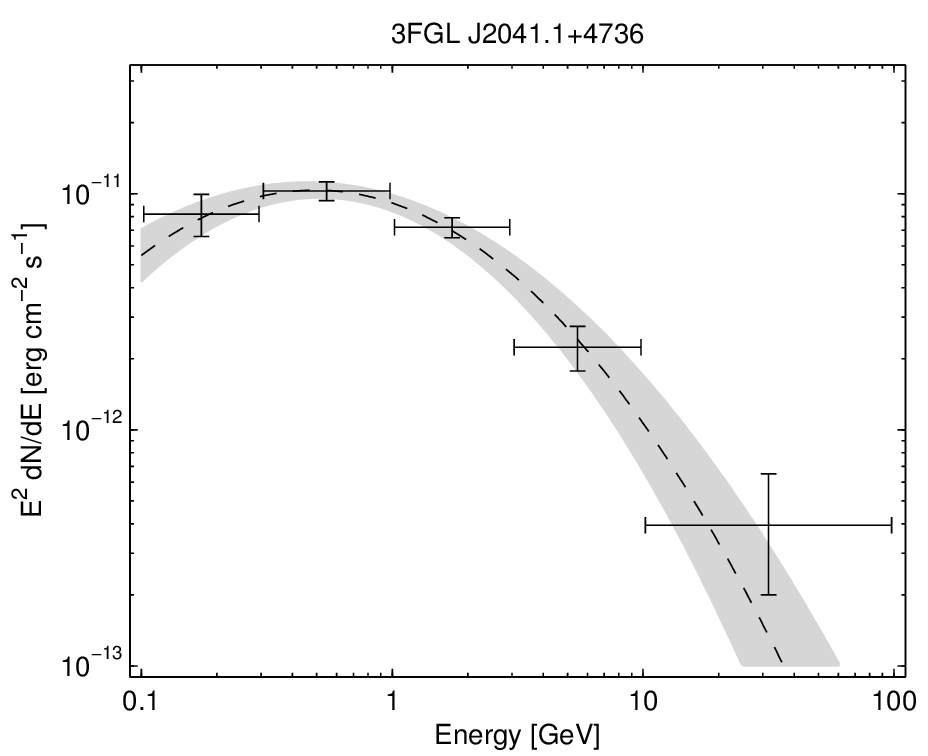 3FGL J2041.1+4736
E² dN/dE [erg cm⁻² s⁻¹]
10⁻¹¹
10⁻¹²
10⁻¹³
0.1 1 10 100
Energy [GeV]